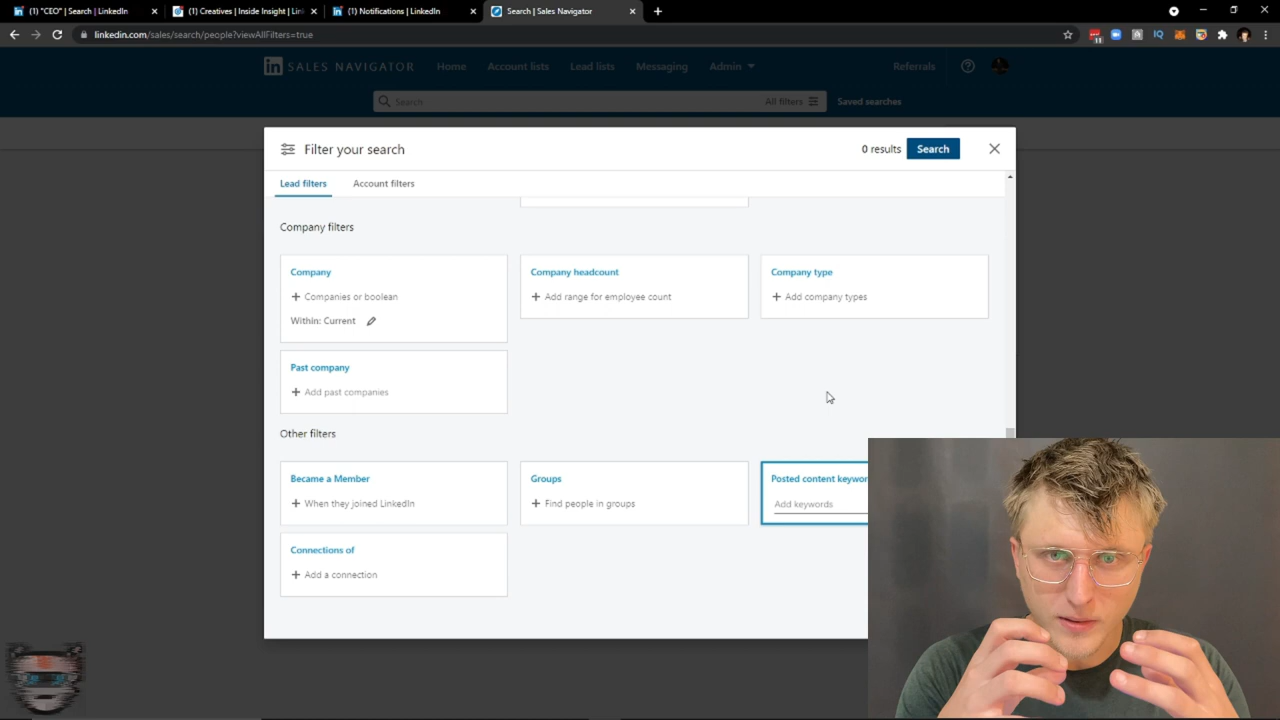 (1) "CEO" | Search | LinkedIn
(1) Creatives | Inside Insight | Lin
(1) Notifications | LinkedIn
Search | Sales Navigator
linkedin.com/sales/search/people?viewAllFilters=true
11
IQ
in SALES NAVIGATOR
Home
Account lists
Lead lists
Messaging
Admin
Referrals
Search
All filters
Saved searches
Filter your search
0 results
Search
Lead filters
Account filters
Company filters
Company
+ Companies or boolean
Within: Current
Company headcount
+ Add range for employee count
Company type
+ Add company types
Past company
+ Add past companies
Other filters
Became a Member
+ When they joined LinkedIn
Groups
+ Find people in groups
Posted content keywor
Add keywords
Connections of
+ Add a connection